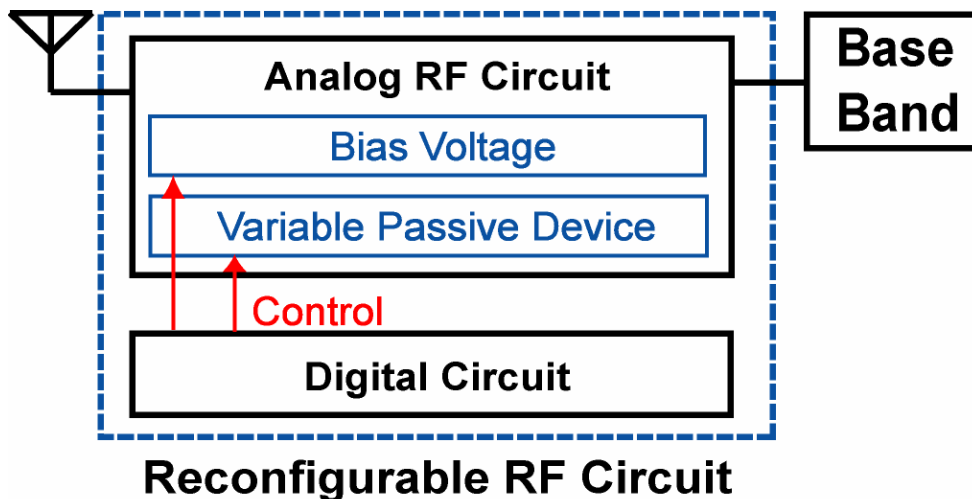 Analog RF Circuit
Base
Band
Bias Voltage
Variable Passive Device
Control
Digital Circuit
Reconfigurable RF Circuit